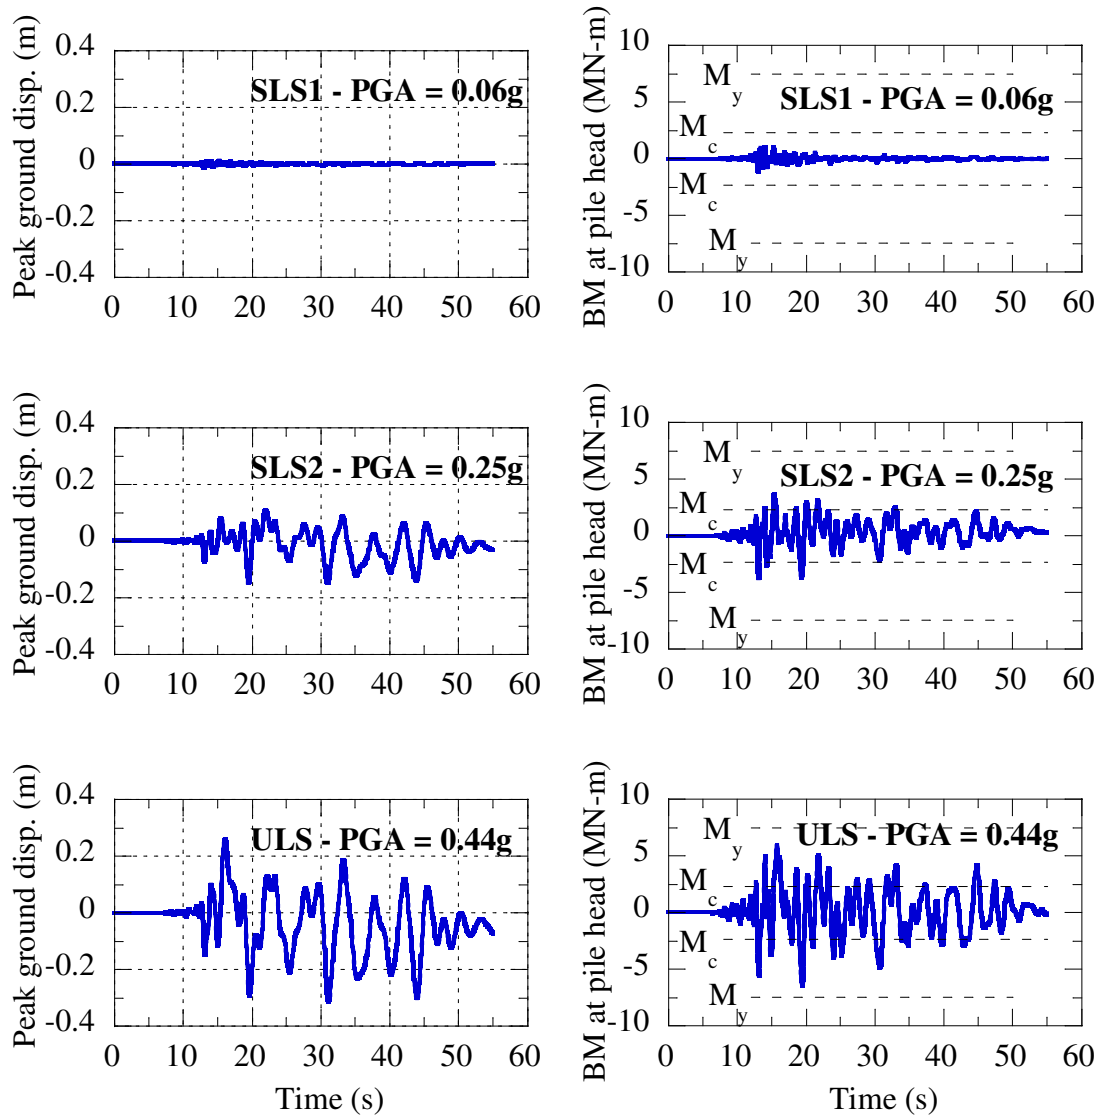 Peak ground disp. (m)
0.4
0.2
0
-0.2
-0.4
SLS1 - PGA = 0.06g
0 10 20 30 40 50 60
BM at pile head (MN-m)
10
5
0
-5
-10
My
SLS1 - PGA = 0.06g
Mc
Mc
My
0 10 20 30 40 50 60
Peak ground disp. (m)
0.4
0.2
0
-0.2
-0.4
SLS2 - PGA = 0.25g
0 10 20 30 40 50 60
BM at pile head (MN-m)
10
5
0
-5
-10
My
SLS2 - PGA = 0.25g
Mc
Mc
My
0 10 20 30 40 50 60
Peak ground disp. (m)
0.4
0.2
0
-0.2
-0.4
ULS - PGA = 0.44g
0 10 20 30 40 50 60
Time (s)
BM at pile head (MN-m)
10
5
0
-5
-10
My
ULS - PGA = 0.44g
Mc
Mc
My
0 10 20 30 40 50 60
Time (s)